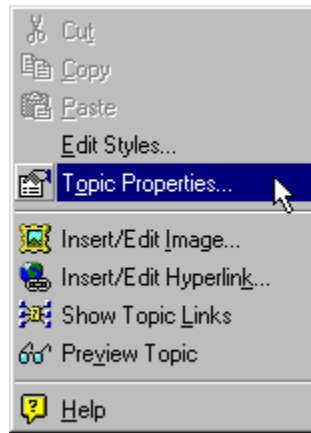 Cut
Copy
Paste
Edit Styles...
Topic Properties...
Insert/Edit Image...
Insert/Edit Hyperlink...
Show Topic Links
Preview Topic
Help